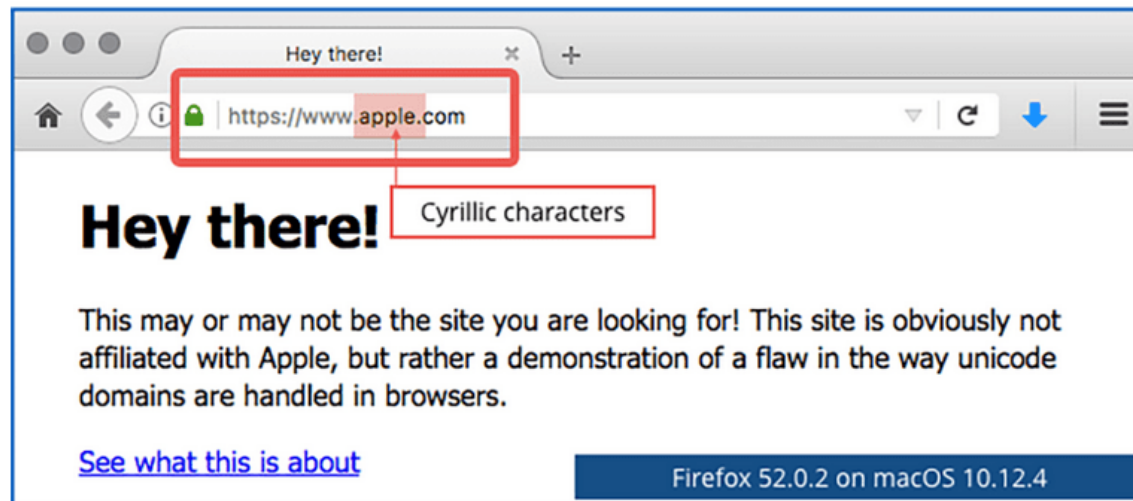 Hey there!
https://www.аррӏе.com
Cyrillic characters
Hey there!
This may or may not be the site you are looking for! This site is obviously not
affiliated with Apple, but rather a demonstration of a flaw in the way unicode
domains are handled in browsers.
See what this is about
Firefox 52.0.2 on macOS 10.12.4